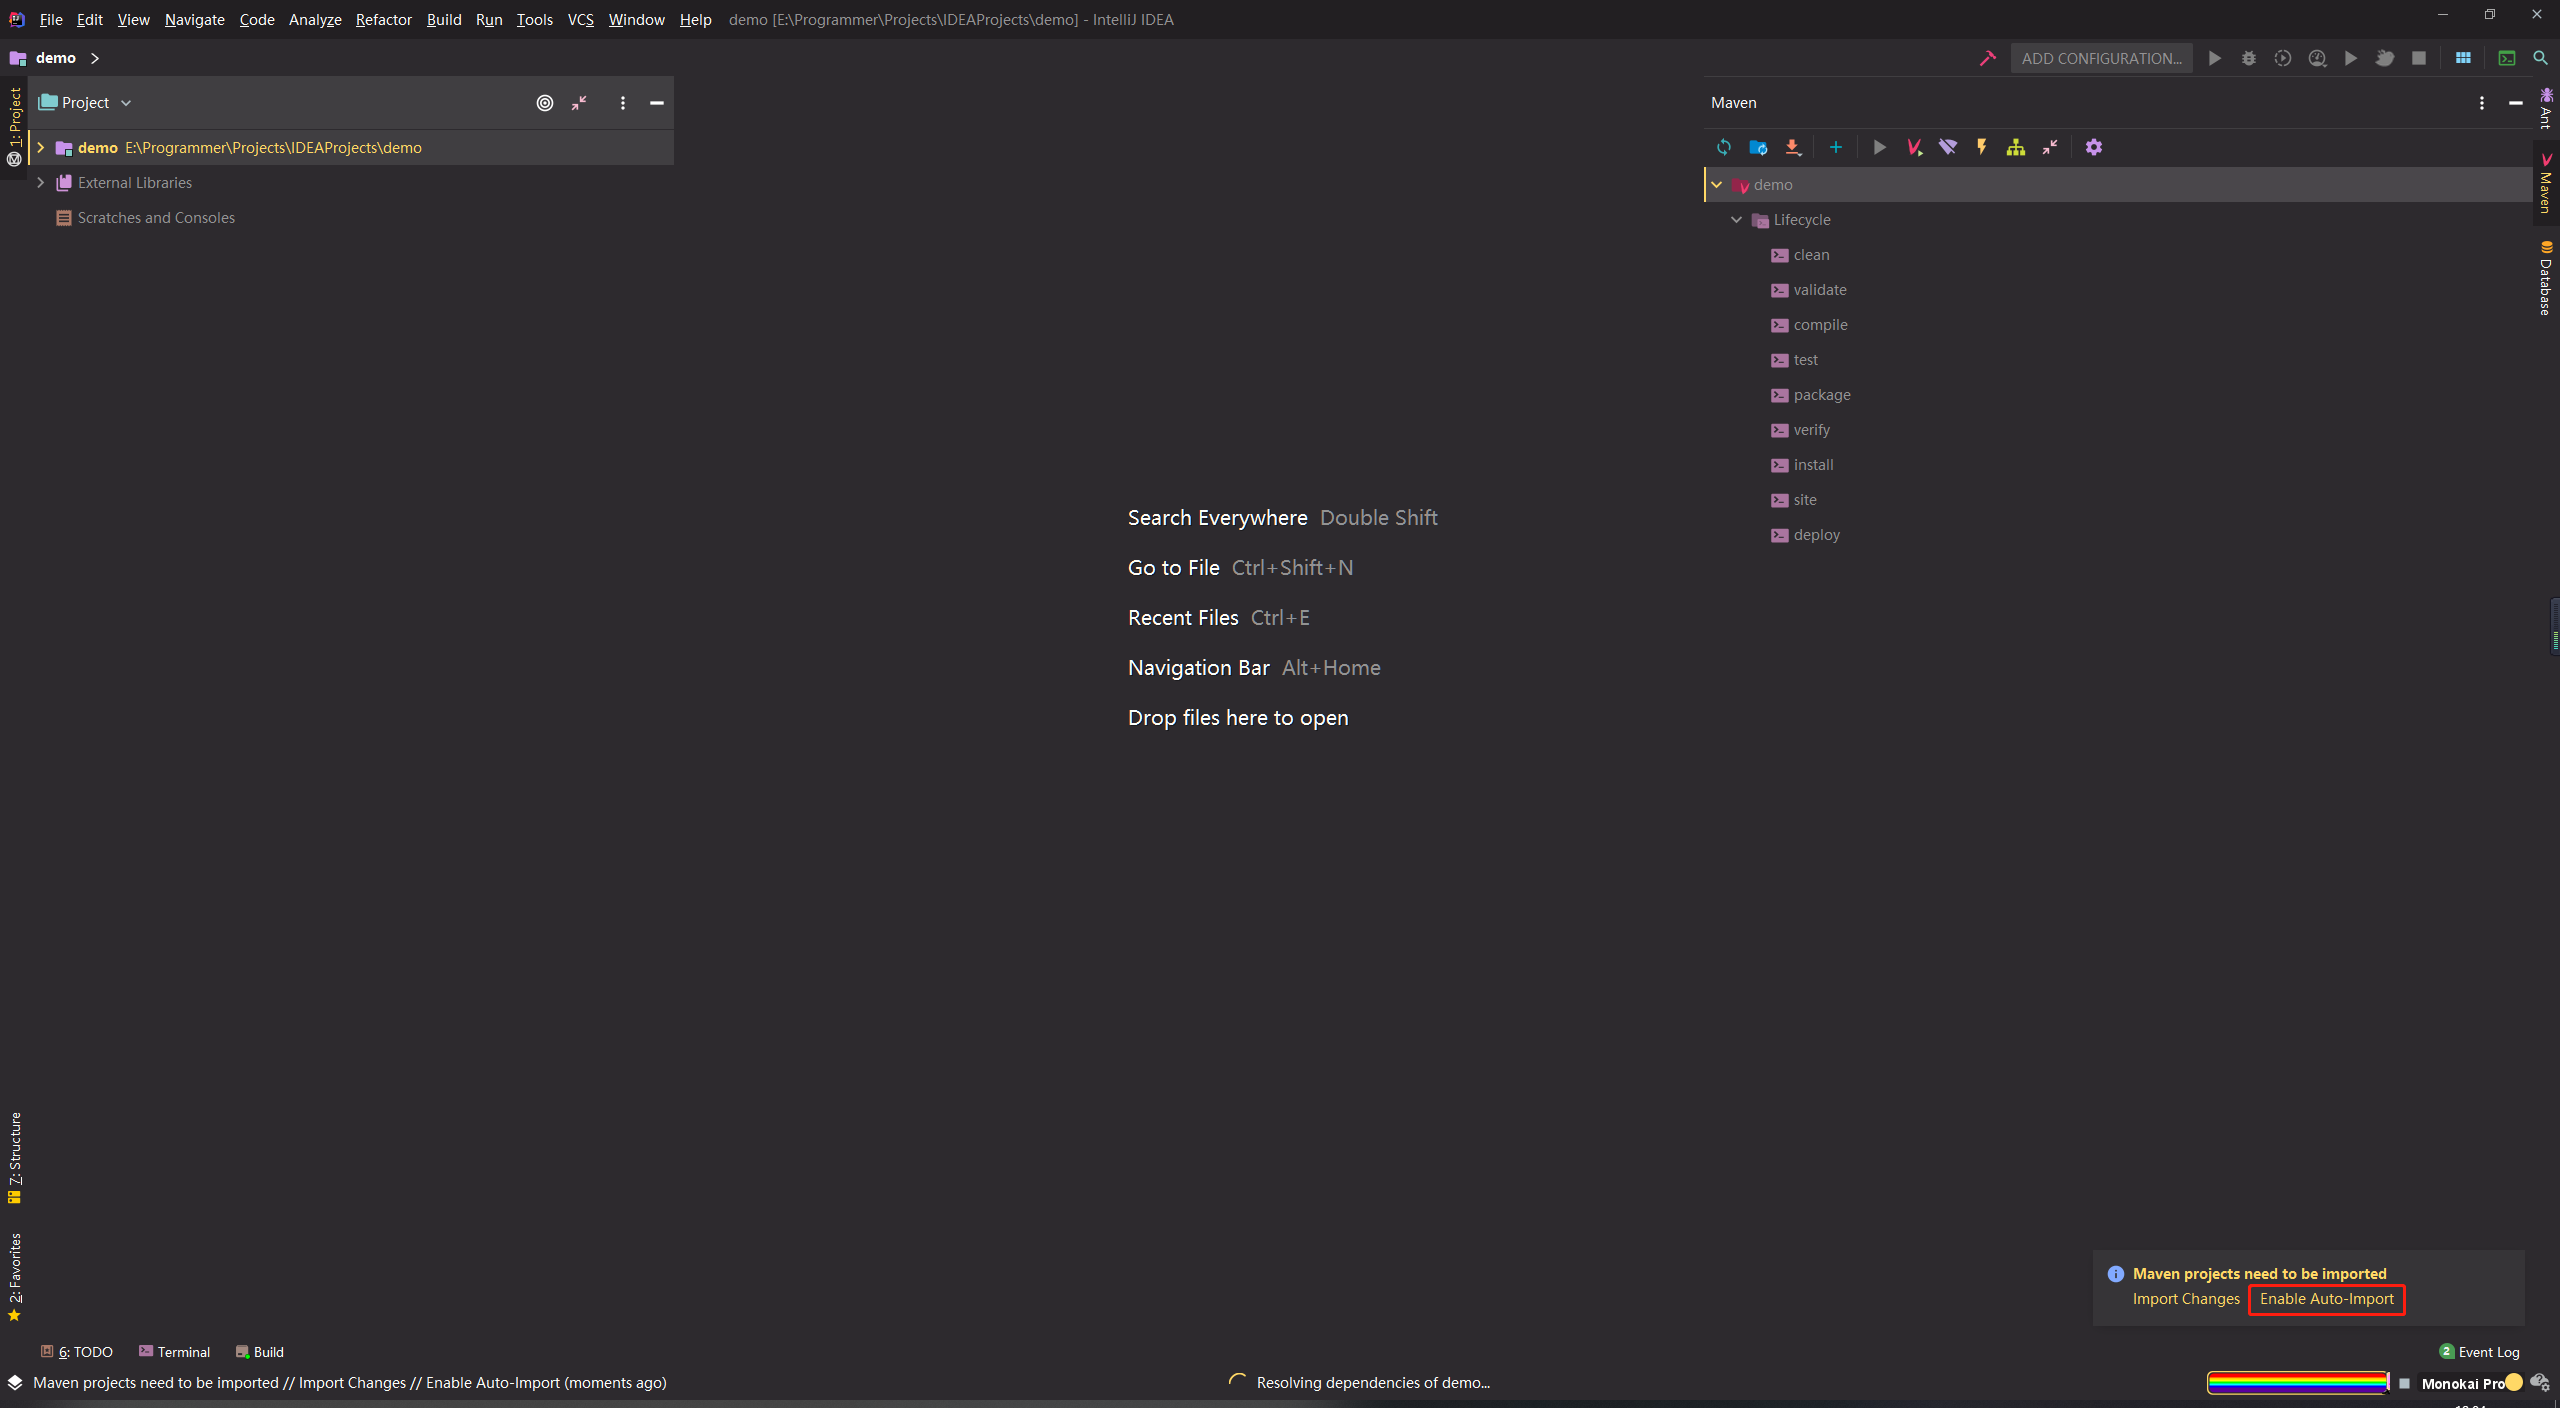 File Edit View Navigate Code Analyze Refactor Build Run Tools VCS Window Help demo [E:\Programmer\Projects\IDEAProjects\demo] - IntelliJ IDEA
demo
ADD CONFIGURATION...
1: Project
Project
demo E:\Programmer\Projects\IDEAProjects\demo
External Libraries
Scratches and Consoles
Search Everywhere Double Shift
Go to File Ctrl+Shift+N
Recent Files Ctrl+E
Navigation Bar Alt+Home
Drop files here to open
Maven
demo
Lifecycle
clean
validate
compile
test
package
verify
install
site
deploy
Ant
Maven
Database
7: Structure
2: Favorites
Maven projects need to be imported
Import Changes Enable Auto-Import
6: TODO Terminal Build
2 Event Log
Maven projects need to be imported // Import Changes // Enable Auto-Import (moments ago)
Resolving dependencies of demo...
Monokai Pro